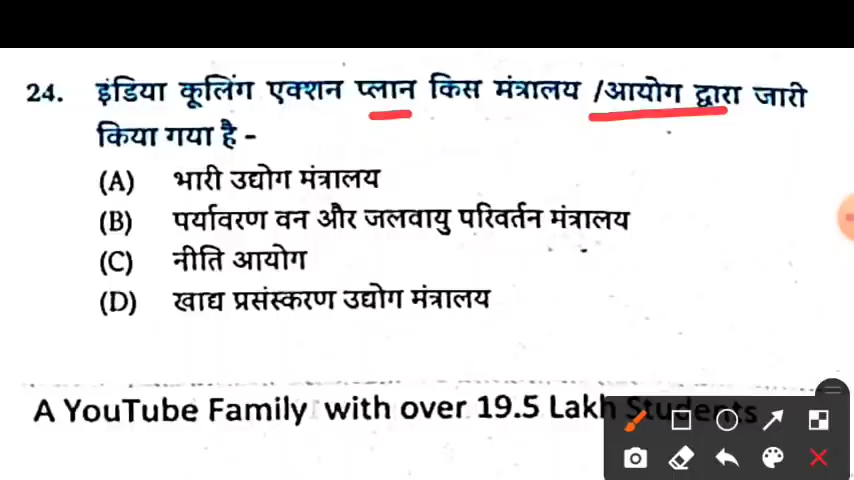 24. इंडिया कूलिंग एक्शन प्लान किस मंत्रालय /आयोग द्वारा जारी
किया गया है -
(A) भारी उद्योग मंत्रालय
(B) पर्यावरण वन और जलवायु परिवर्तन मंत्रालय
(C) नीति आयोग
(D) खाद्य प्रसंस्करण उद्योग मंत्रालय
A YouTube Family with over 19.5 Lakh Students